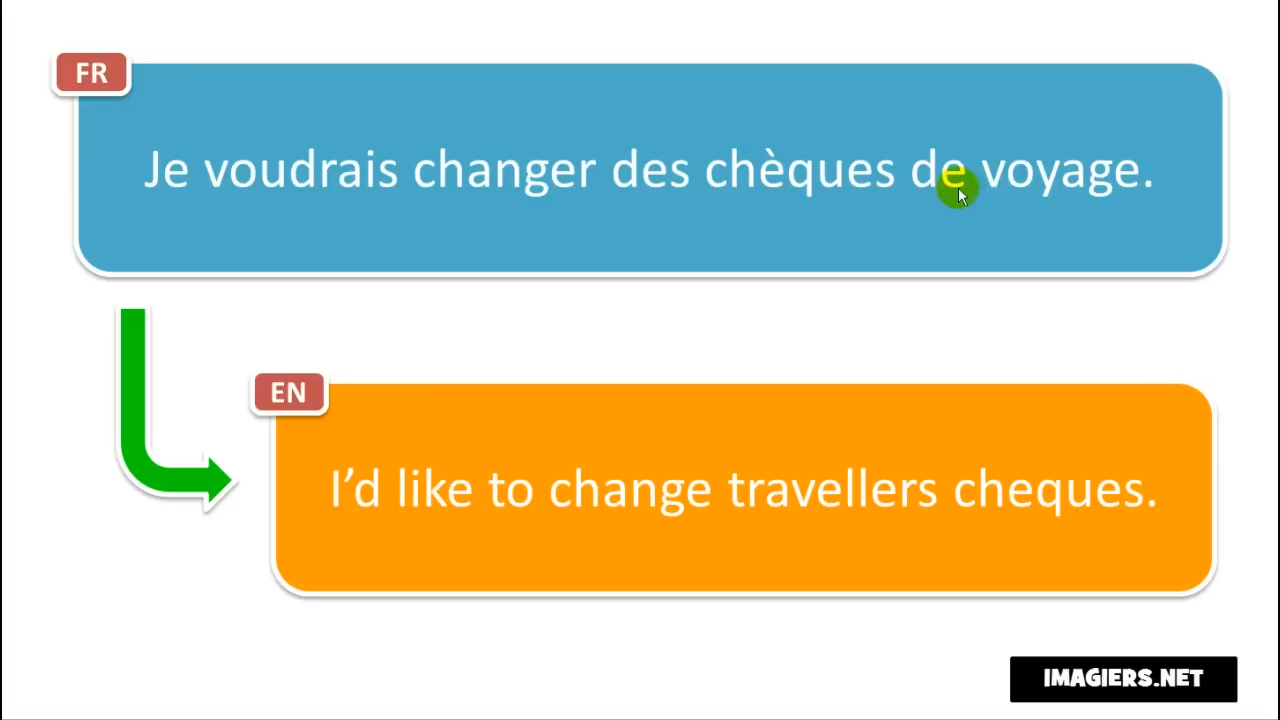 FR
Je voudrais changer des chèques de voyage.
EN
I’d like to change travellers cheques.
IMAGIERS.NET